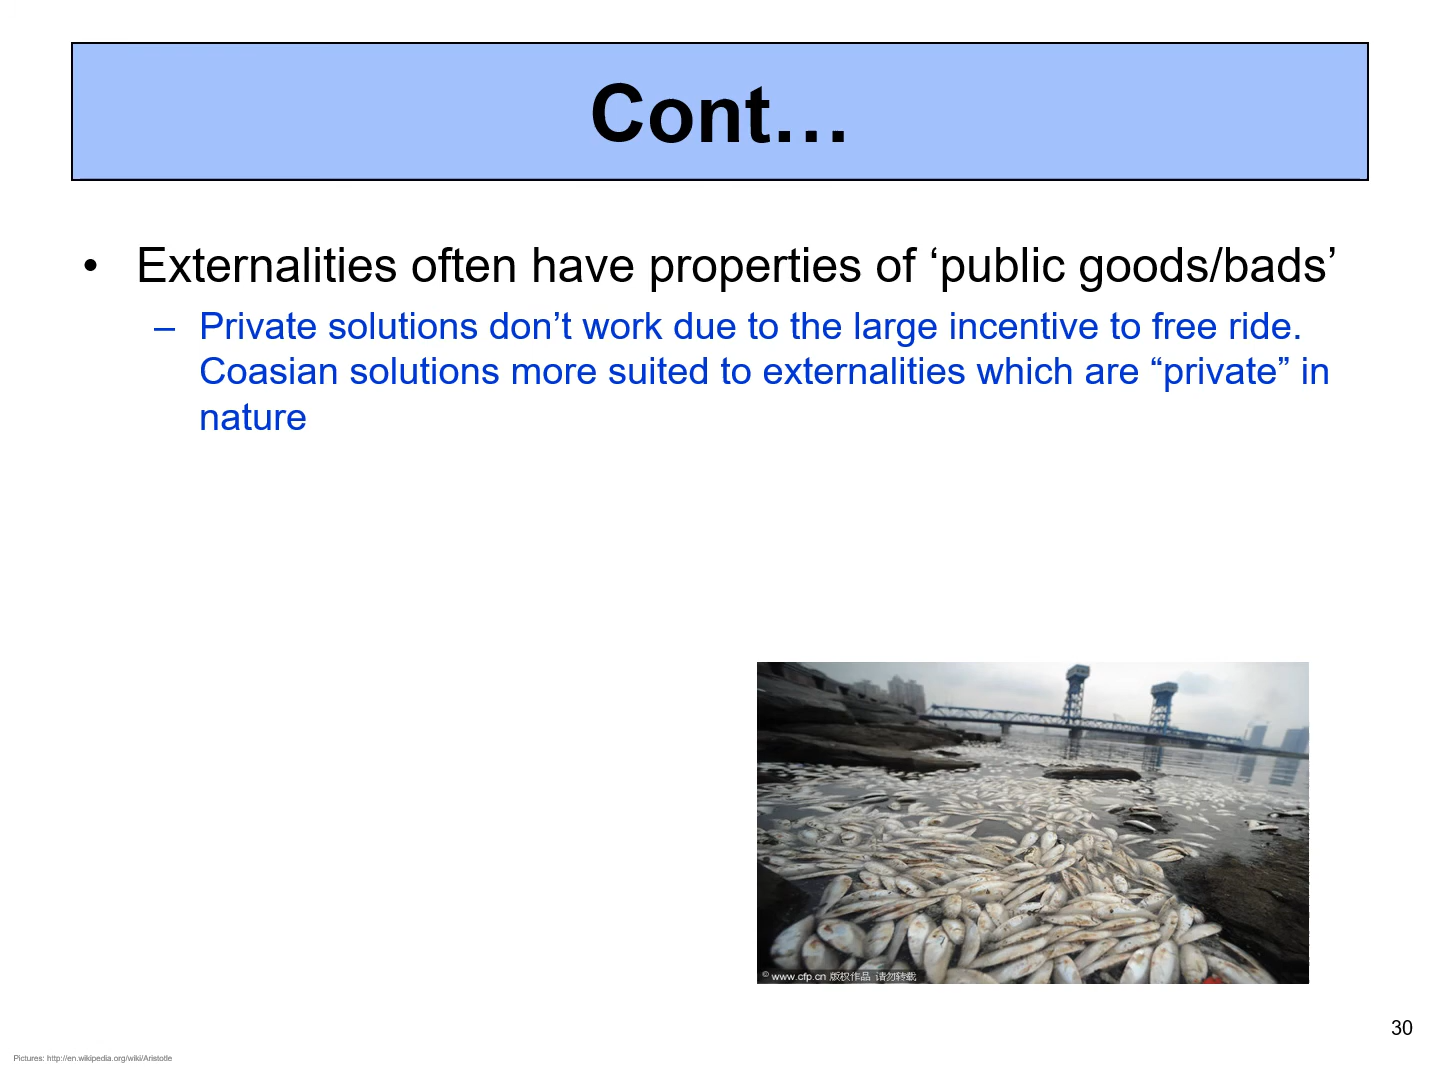 Cont…
• Externalities often have properties of ‘public goods/bads’
– Private solutions don’t work due to the large incentive to free ride.
Coasian solutions more suited to externalities which are “private” in
nature
© www.cfp.cn 版权作品 请勿转载
30
Pictures: http://en.wikipedia.org/wiki/Aristotle